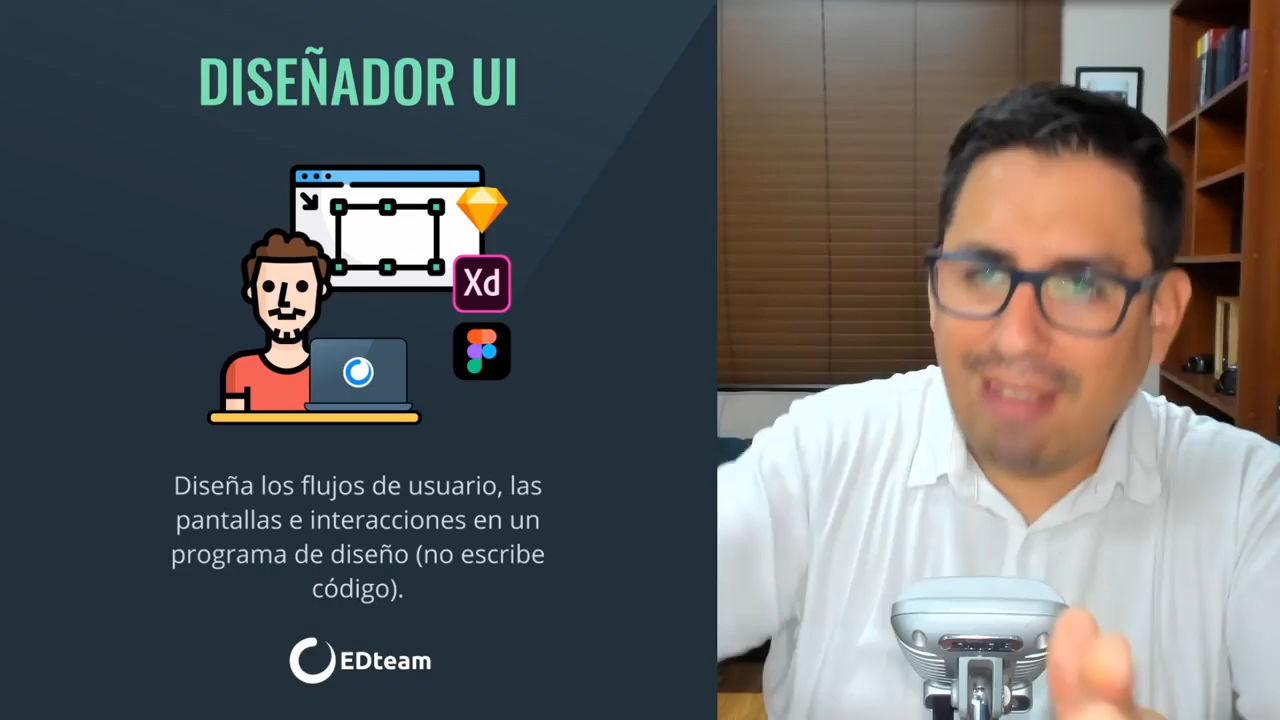 DISEÑADOR UI
Xd
Diseña los flujos de usuario, las
pantallas e interacciones en un
programa de diseño (no escribe
código).
EDteam